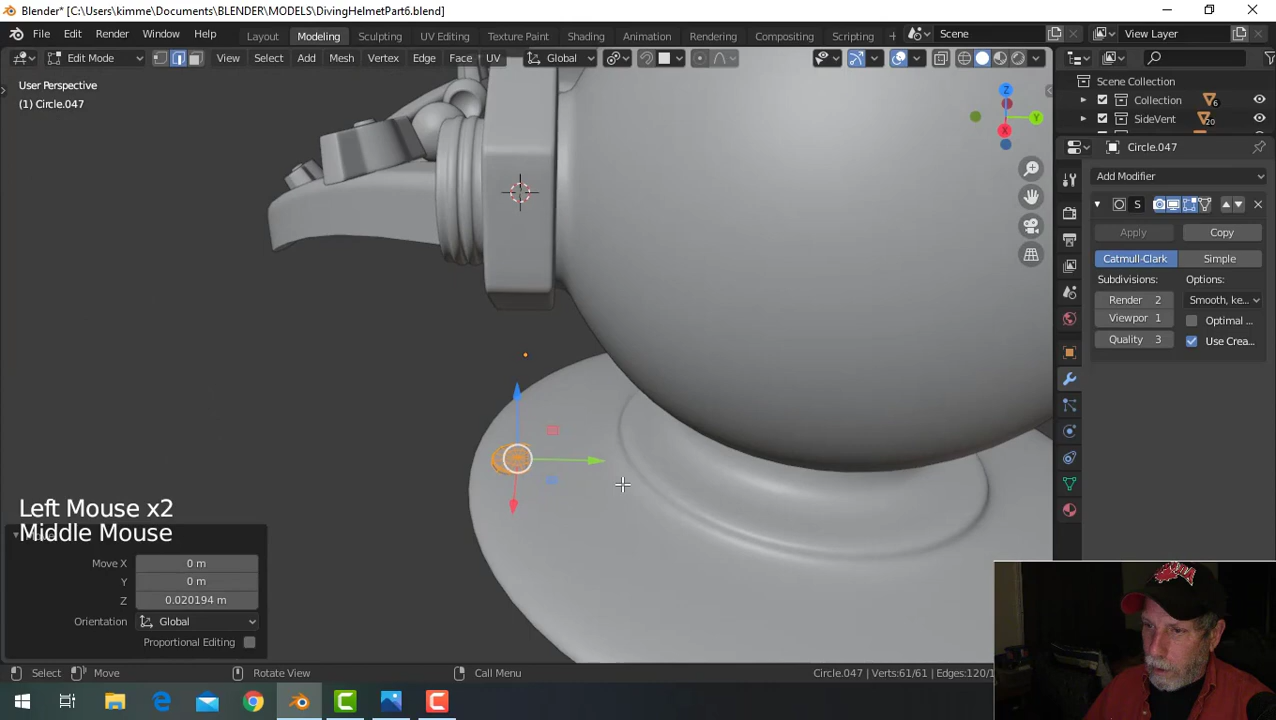 Blender* [C:\Users\kimme\Documents\BLENDER\MODELS\DivingHelmetPart6.blend]
File Edit Render Window Help Layout Modeling Sculpting UV Editing Texture Paint Shading Animation Rendering Compositing Scripting + Scene View Layer
Edit Mode View Select Add Mesh Vertex Edge Face UV Global
User Perspective
(1) Circle.047
Scene Collection
Collection 6
SideVent 20
Circle.047
Add Modifier
S
Apply Copy
Catmull-Clark Simple
Subdivisions: Options:
Render 2 Smooth, ke...
Viewpor 1 Optimal ...
Quality 3 Use Crea...
Z
Y
X
Left Mouse x2
Middle Mouse
Move X 0 m
Y 0 m
Z 0.020194 m
Orientation Global
Proportional Editing
Select Move Rotate View Call Menu Circle.047 | Verts:61/61 | Edges:120/1